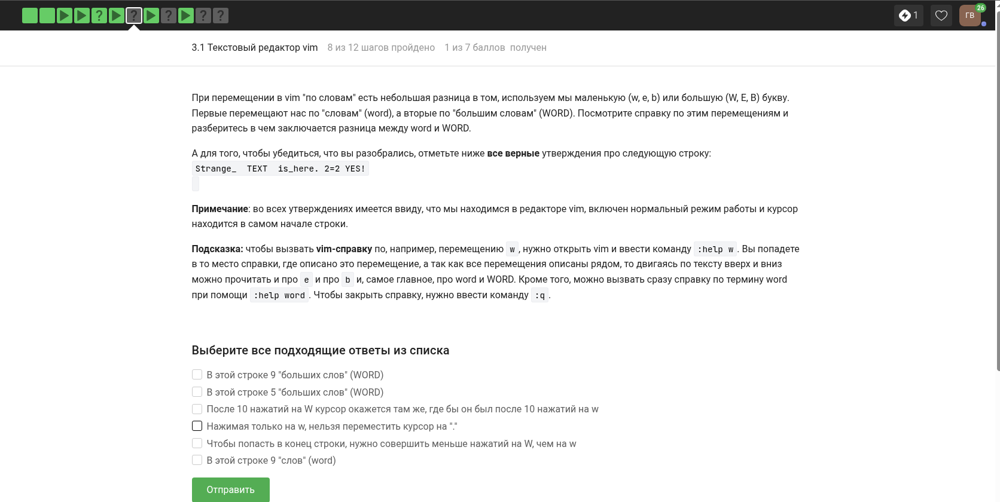 ? ? ? ? ?
1
ГВ
26
3.1 Текстовый редактор vim 8 из 12 шагов пройдено 1 из 7 баллов получен
При перемещении в vim "по словам" есть небольшая разница в том, используем мы маленькую (w, e, b) или большую (W, E, B) букву.
Первые перемещают нас по "словам" (word), а вторые по "большим словам" (WORD). Посмотрите справку по этим перемещениям и
разберитесь в чем заключается разница между word и WORD.
А для того, чтобы убедиться, что вы разобрались, отметьте ниже все верные утверждения про следующую строку:
Strange_  TEXT  is_here. 2=2 YES!
Примечание: во всех утверждениях имеется ввиду, что мы находимся в редакторе vim, включен нормальный режим работы и курсор
находится в самом начале строки.
Подсказка: чтобы вызвать vim-справку по, например, перемещению w, нужно открыть vim и ввести команду :help w. Вы попадете
в то место справки, где описано это перемещение, а так как все перемещения описаны рядом, то двигаясь по тексту вверх и вниз
можно прочитать и про e и про b и, самое главное, про word и WORD. Кроме того, можно вызвать сразу справку по термину word
при помощи :help word. Чтобы закрыть справку, нужно ввести команду :q.
Выберите все подходящие ответы из списка
В этой строке 9 "больших слов" (WORD)
В этой строке 5 "больших слов" (WORD)
После 10 нажатий на W курсор окажется там же, где бы он был после 10 нажатий на w
Нажимая только на w, нельзя переместить курсор на "."
Чтобы попасть в конец строки, нужно совершить меньше нажатий на W, чем на w
В этой строке 9 "слов" (word)
Отправить